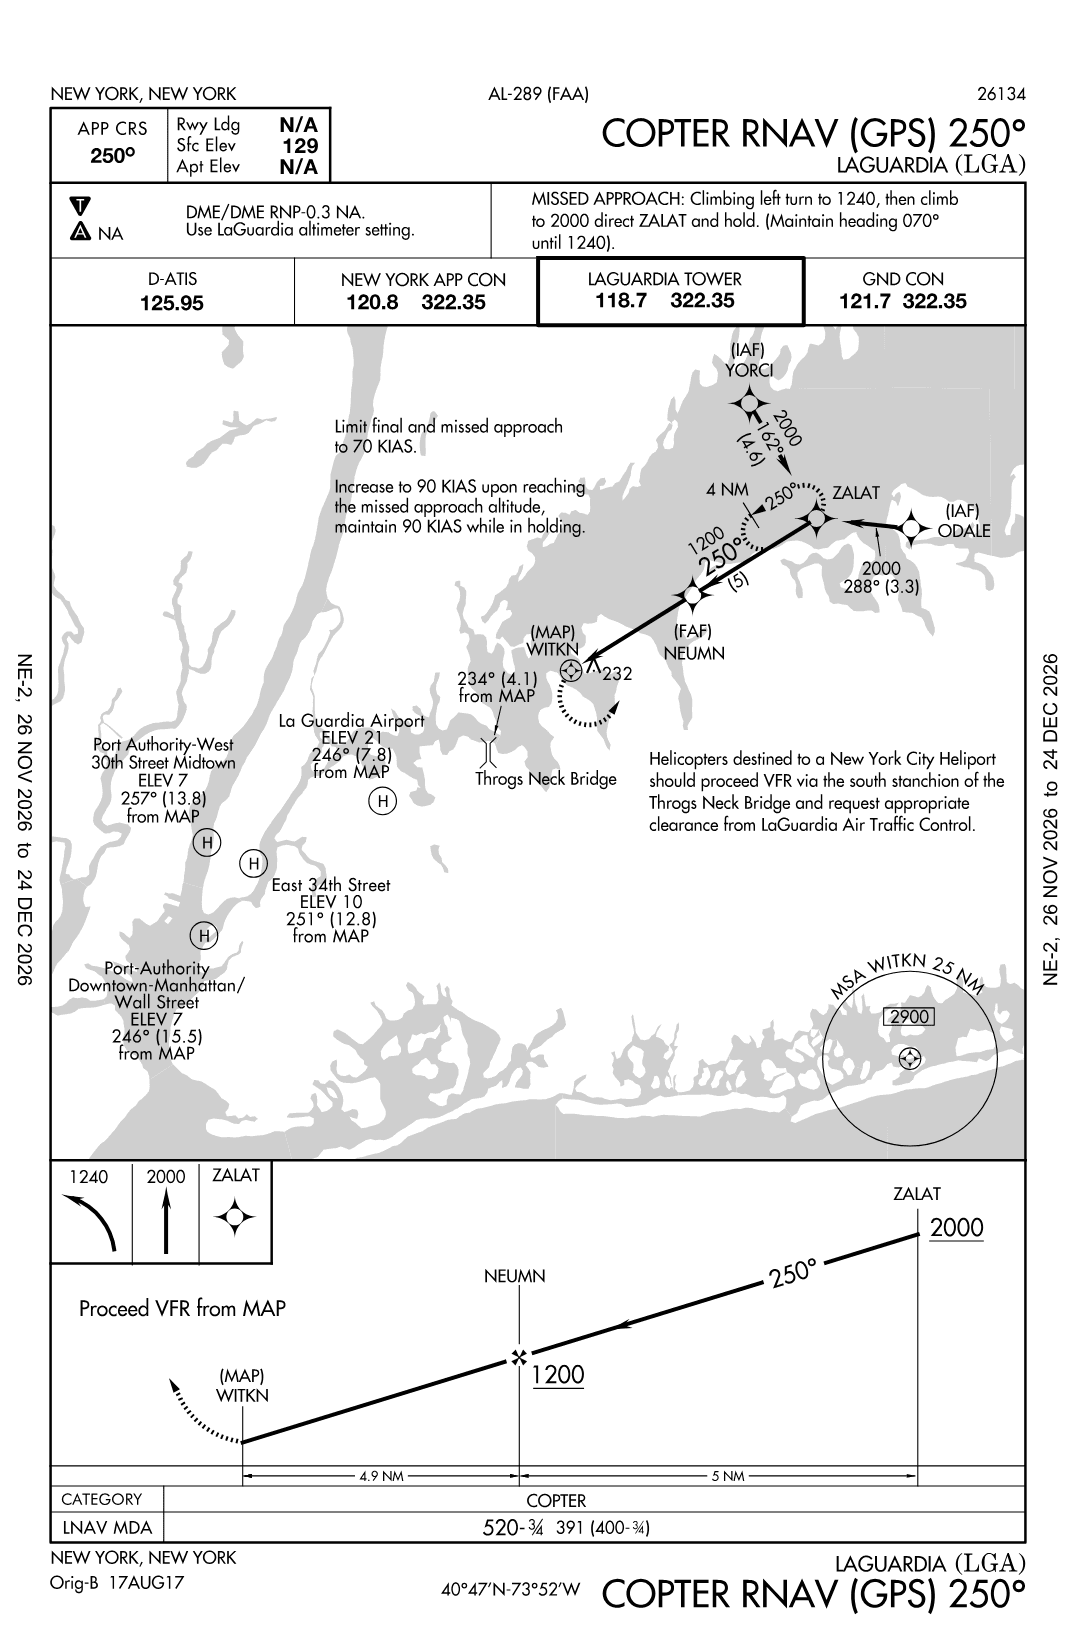 NEW YORK, NEW YORK
AL-289 (FAA)
26134
APP CRS
250°
Rwy Ldg N/A
Sfc Elev 129
Apt Elev N/A
COPTER RNAV (GPS) 250°
LAGUARDIA (LGA)
T
A NA
DME/DME RNP-0.3 NA.
Use LaGuardia altimeter setting.
MISSED APPROACH: Climbing left turn to 1240, then climb
to 2000 direct ZALAT and hold. (Maintain heading 070°
until 1240).
D-ATIS
125.95
NEW YORK APP CON
120.8 322.35
LAGUARDIA TOWER
118.7 322.35
GND CON
121.7 322.35
(IAF)
YORCI
2000
162°
(4.6)
Limit final and missed approach
to 70 KIAS.
Increase to 90 KIAS upon reaching
the missed approach altitude,
maintain 90 KIAS while in holding.
4 NM
250°
ZALAT
(IAF)
ODALE
2000
288° (3.3)
1200
250°
(5)
(FAF)
NEUMN
(MAP)
WITKN
232
234° (4.1)
from MAP
Throgs Neck Bridge
La Guardia Airport
ELEV 21
246° (7.8)
from MAP
H
Port Authority-West
30th Street Midtown
ELEV 7
257° (13.8)
from MAP
H
H
East 34th Street
ELEV 10
251° (12.8)
from MAP
H
Port-Authority
Downtown-Manhattan/
Wall Street
ELEV 7
246° (15.5)
from MAP
Helicopters destined to a New York City Heliport
should proceed VFR via the south stanchion of the
Throgs Neck Bridge and request appropriate
clearance from LaGuardia Air Traffic Control.
MSA WITKN 25 NM
2900
NE-2, 26 NOV 2026 to 24 DEC 2026
NE-2, 26 NOV 2026 to 24 DEC 2026
1240
2000
ZALAT
Proceed VFR from MAP
(MAP)
WITKN
NEUMN
1200
250°
ZALAT
2000
4.9 NM
5 NM
CATEGORY
COPTER
LNAV MDA
520-¾ 391 (400-¾)
NEW YORK, NEW YORK
Orig-B 17AUG17
40°47'N-73°52'W
LAGUARDIA (LGA)
COPTER RNAV (GPS) 250°